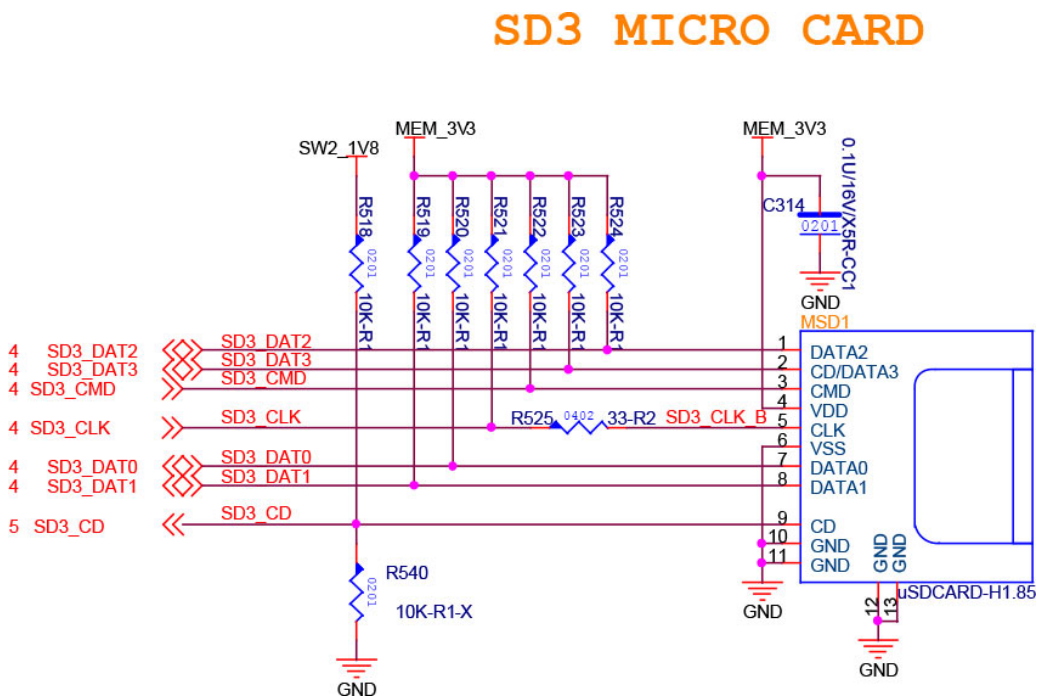 SD3 MICRO CARD
MEM_3V3
MEM_3V3
SW2_1V8
R518
0201
10K-R1
R519
0201
10K-R1
R520
0201
10K-R1
R521
0201
10K-R1
R522
0201
10K-R1
R523
0201
10K-R1
R524
0201
10K-R1
C314
0201
0.1U/16V/X5R-CC1
GND
MSD1
4 SD3_DAT2 SD3_DAT2 1 DATA2
4 SD3_DAT3 SD3_DAT3 2 CD/DATA3
4 SD3_CMD SD3_CMD 3 CMD
4 VDD
4 SD3_CLK SD3_CLK R525 0402 33-R2 SD3_CLK_B 5 CLK
6 VSS
4 SD3_DAT0 SD3_DAT0 7 DATA0
4 SD3_DAT1 SD3_DAT1 8 DATA1
5 SD3_CD SD3_CD 9 CD
10 GND
11 GND
GND
GND
12
13
uSDCARD-H1.85
R540
0201
10K-R1-X
GND
GND
GND